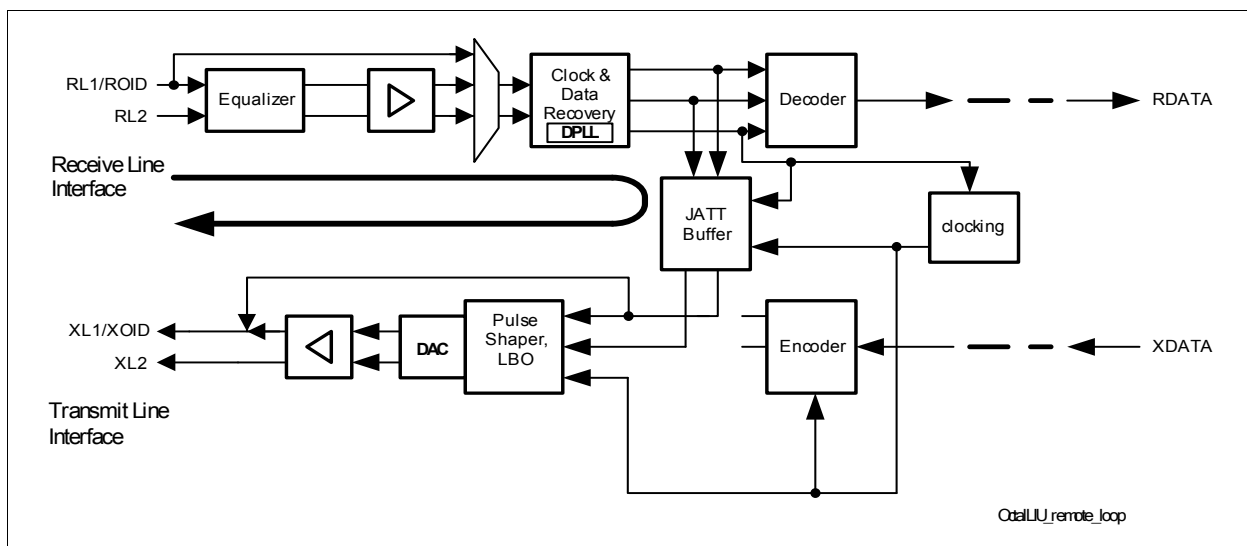 RL1/ROID
RL2
Equalizer
Clock &
Data
Recovery
DPLL
Decoder
RDATA
Receive Line
Interface
JATT
Buffer
clocking
XL1/XOID
XL2
DAC
Pulse
Shaper,
LBO
Encoder
XDATA
Transmit Line
Interface
OctalLIU_remote_loop